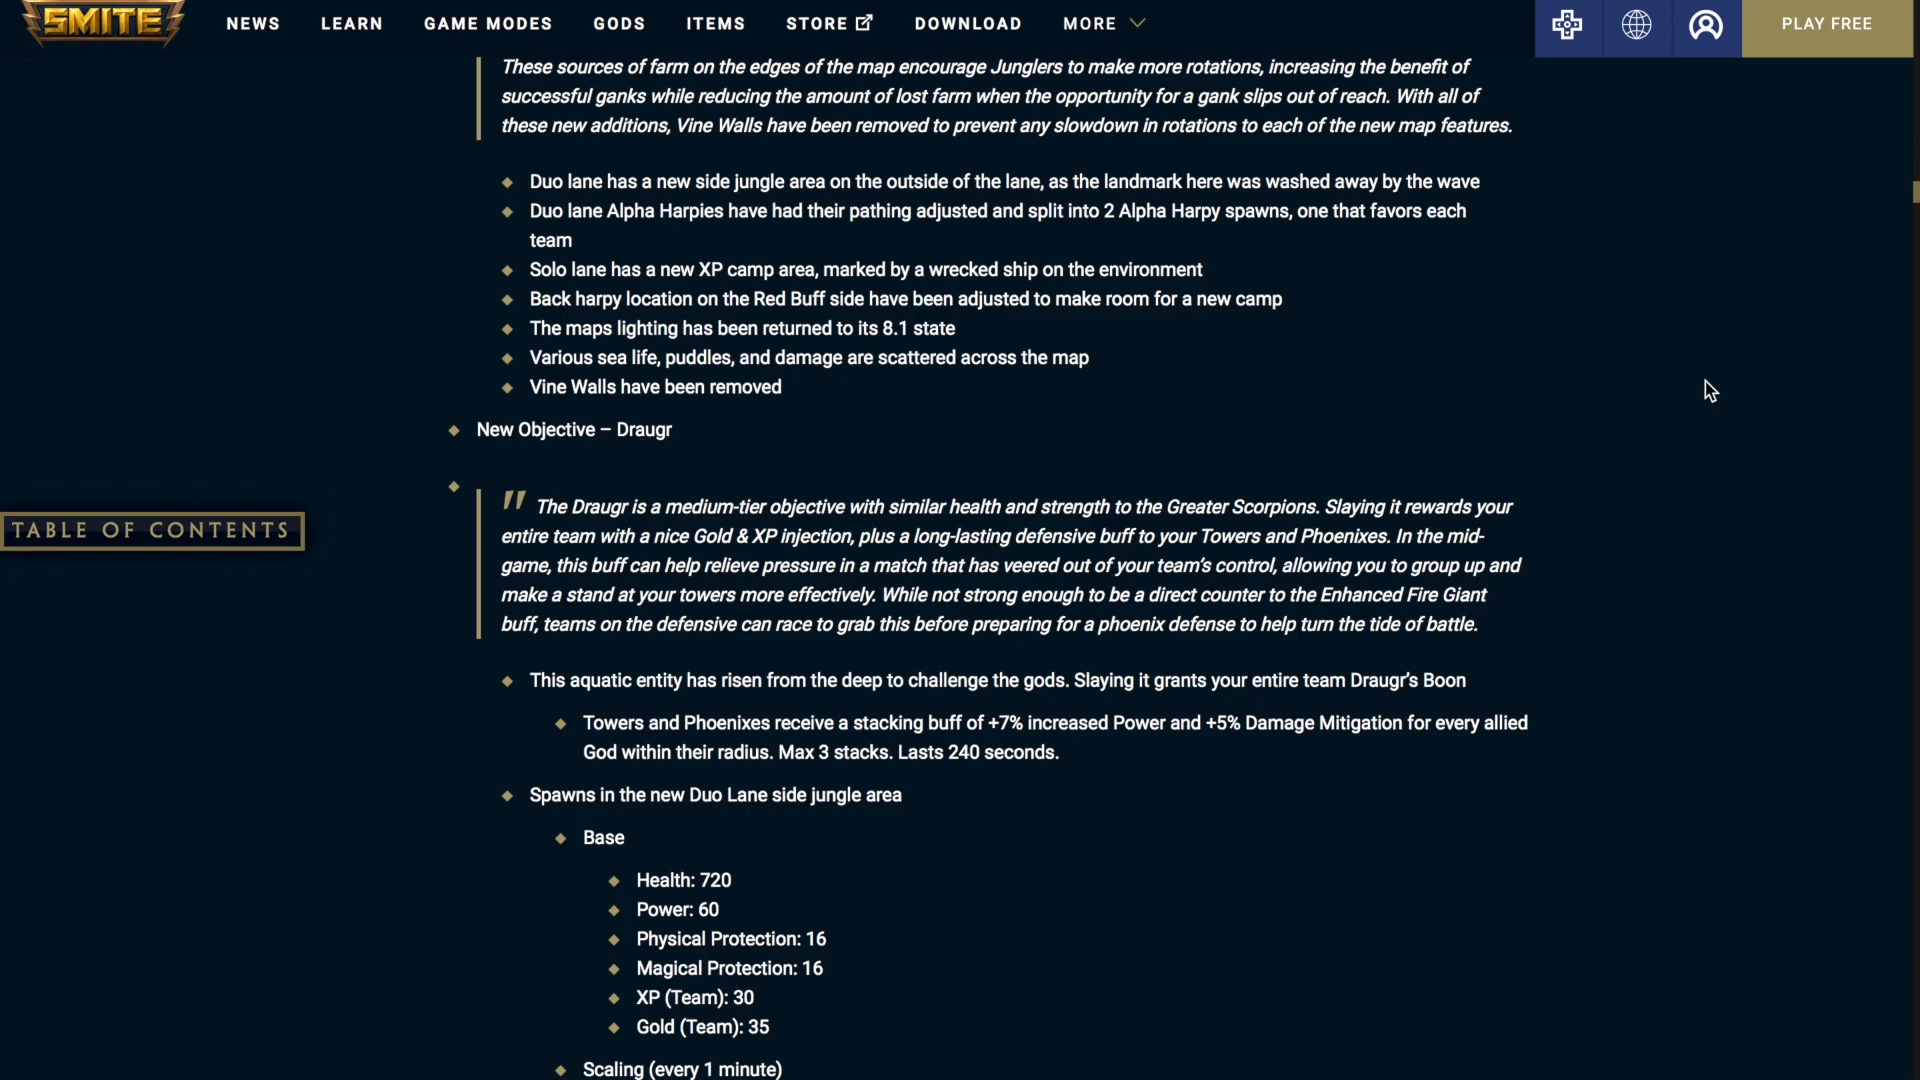 SMITE
NEWS LEARN GAME MODES GODS ITEMS STORE DOWNLOAD MORE PLAY FREE
These sources of farm on the edges of the map encourage Junglers to make more rotations, increasing the benefit of
successful ganks while reducing the amount of lost farm when the opportunity for a gank slips out of reach. With all of
these new additions, Vine Walls have been removed to prevent any slowdown in rotations to each of the new map features.
Duo lane has a new side jungle area on the outside of the lane, as the landmark here was washed away by the wave
Duo lane Alpha Harpies have had their pathing adjusted and split into 2 Alpha Harpy spawns, one that favors each
team
Solo lane has a new XP camp area, marked by a wrecked ship on the environment
Back harpy location on the Red Buff side have been adjusted to make room for a new camp
The maps lighting has been returned to its 8.1 state
Various sea life, puddles, and damage are scattered across the map
Vine Walls have been removed
New Objective – Draugr
" The Draugr is a medium-tier objective with similar health and strength to the Greater Scorpions. Slaying it rewards your
entire team with a nice Gold & XP injection, plus a long-lasting defensive buff to your Towers and Phoenixes. In the mid-
game, this buff can help relieve pressure in a match that has veered out of your team's control, allowing you to group up and
make a stand at your towers more effectively. While not strong enough to be a direct counter to the Enhanced Fire Giant
buff, teams on the defensive can race to grab this before preparing for a phoenix defense to help turn the tide of battle.
TABLE OF CONTENTS
This aquatic entity has risen from the deep to challenge the gods. Slaying it grants your entire team Draugr's Boon
Towers and Phoenixes receive a stacking buff of +7% increased Power and +5% Damage Mitigation for every allied
God within their radius. Max 3 stacks. Lasts 240 seconds.
Spawns in the new Duo Lane side jungle area
Base
Health: 720
Power: 60
Physical Protection: 16
Magical Protection: 16
XP (Team): 30
Gold (Team): 35
Scaling (every 1 minute)